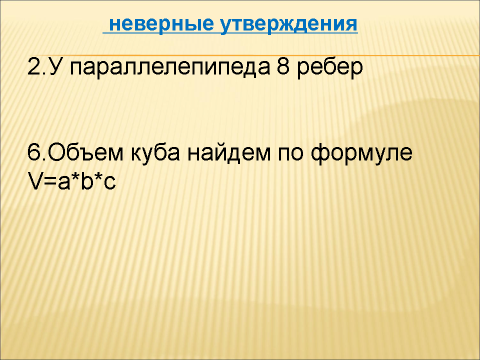 неверные утверждения
2.У параллелепипеда 8 ребер
6.Объем куба найдем по формуле
V=a*b*c